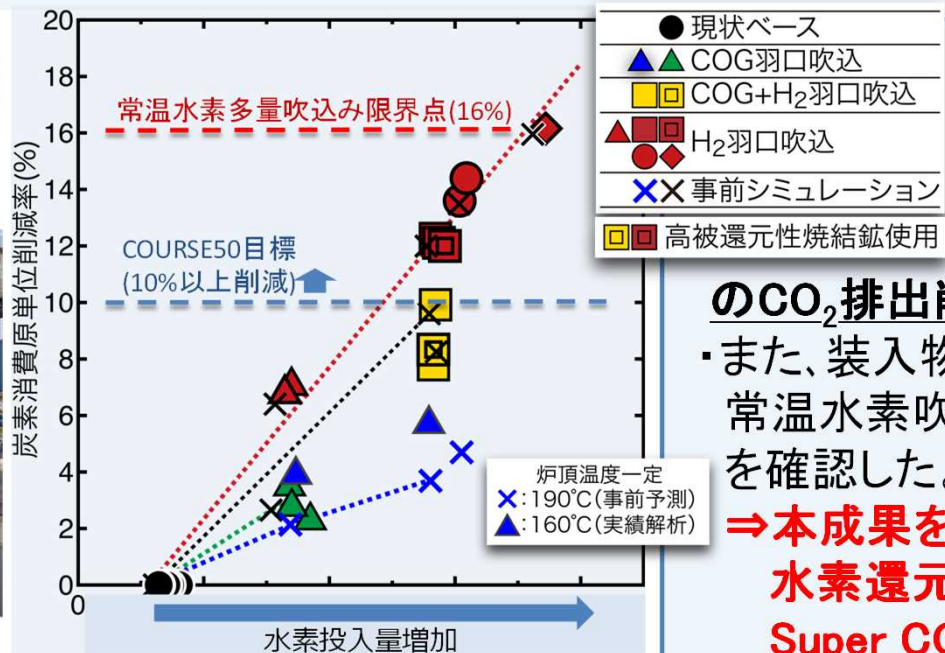 炭素消費原単位削減率(%)
20
18
16
14
12
10
8
6
4
2
0
0
水素投入量増加
常温水素多量吹込み限界点(16%)
COURSE50目標
(10%以上削減)
現状ベース
COG羽口吹込
COG+H₂羽口吹込
H₂羽口吹込
事前シミュレーション
高被還元性焼結鉱使用
炉頂温度一定
×:190℃(事前予測)
▲:160℃(実績解析)
のCO₂排出削
・また、装入物
常温水素吹
を確認した。
⇒本成果を
水素還元
Super CO